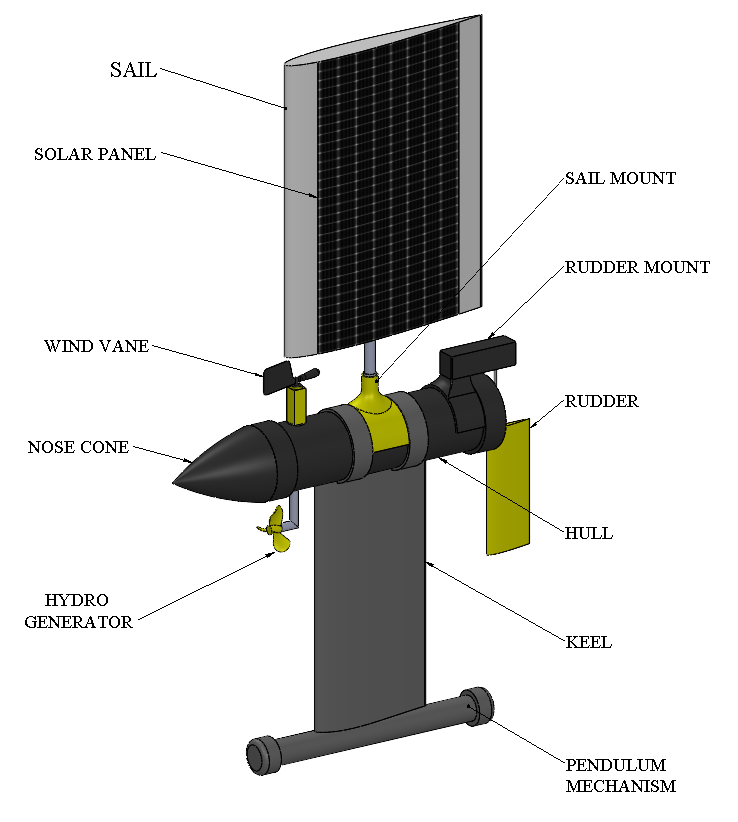 SAIL
SOLAR PANEL
SAIL MOUNT
RUDDER MOUNT
WIND VANE
RUDDER
NOSE CONE
HULL
HYDRO
GENERATOR
KEEL
PENDULUM
MECHANISM